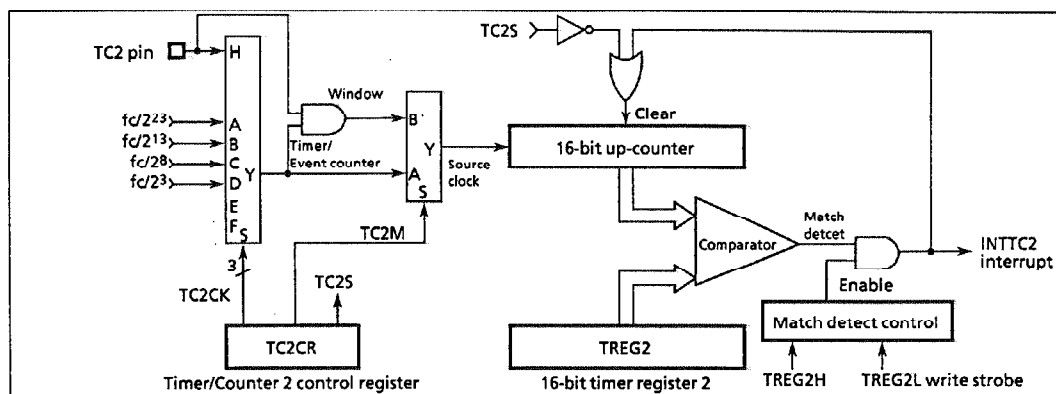 TC2 pin
H
fc/2²³
fc/2¹³
fc/2⁸
fc/2³
A
B
C
D
E
F
S
Y
3
TC2CK
Window
Timer/
Event counter
B
Y
A
S
Source
clock
TC2M
TC2S
TC2CR
Timer/Counter 2 control register
TC2S
Clear
16-bit up-counter
Comparator
Match
detcet
Enable
INTTC2
interrupt
TREG2
16-bit timer register 2
Match detect control
TREG2H
TREG2L write strobe